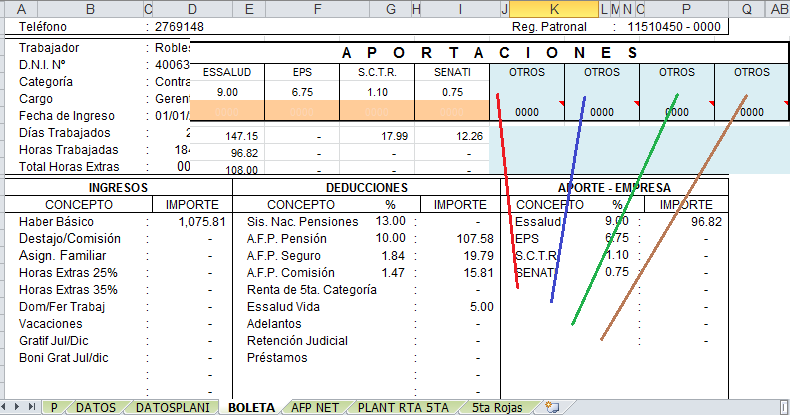 A B C D E F G H I J K L M N O P Q AB
Teléfono : 2769148 Reg. Patronal : 11510450 - 0000
Trabajador : Robles
A P O R T A C I O N E S
D.N.I. Nº : 40063
ESSALUD EPS S.C.T.R. SENATI OTROS OTROS OTROS OTROS
Categoría : Contra
9.00 6.75 1.10 0.75
Cargo : Geren
Fecha de Ingreso : 01/01/
0000 0000 0000 0000
Días Trabajados : 2
147.15 - 17.99 12.26
Horas Trabajadas : 184
96.82 - - -
Total Horas Extras : 00
108.00 - - -
INGRESOS DEDUCCIONES APORTE - EMPRESA
CONCEPTO IMPORTE CONCEPTO % IMPORTE CONCEPTO % IMPORTE
Haber Básico : 1,075.81 Sis. Nac. Pensiones 13.00 : - Essalud 9.00 : 96.82
Destajo/Comisión : - A.F.P. Pensión 10.00 : 107.58 EPS 6.75 : -
Asign. Familiar : - A.F.P. Seguro 1.84 : 19.79 S.C.T.R. 1.10 : -
Horas Extras 25% : - A.F.P. Comisión 1.47 : 15.81 SENATI 0.75 : -
Horas Extras 35% : - Renta de 5ta. Categoría : -
Dom/Fer Trabaj : - Essalud Vida : 5.00
Vacaciones : - Adelantos : -
Gratif Jul/Dic : - Retención Judicial : -
Boni Grat Jul/dic : - Préstamos : -
: - : -
: - : -
P DATOS DATOSPLANI BOLETA AFP NET PLANT RTA 5TA 5ta Rojas